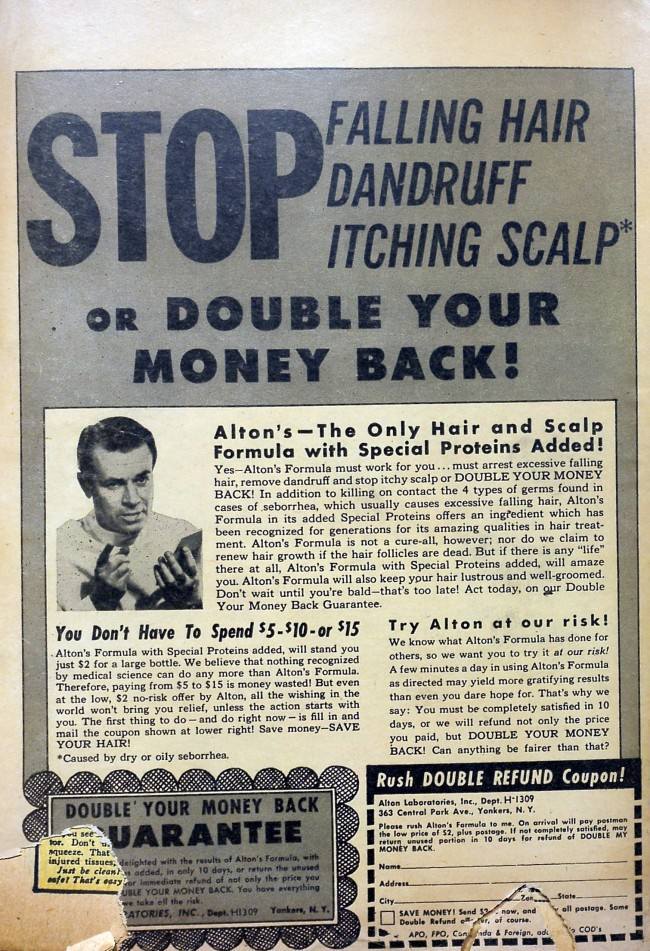 STOP
FALLING HAIR
DANDRUFF
ITCHING SCALP*
OR DOUBLE YOUR
MONEY BACK!
Alton's—The Only Hair and Scalp
Formula with Special Proteins Added!
Yes—Alton's Formula must work for you...must arrest excessive falling
hair, remove dandruff and stop itchy scalp or DOUBLE YOUR MONEY
BACK! In addition to killing on contact the 4 types of germs found in
cases of seborrhea, which usually causes excessive falling hair, Alton's
Formula in its added Special Proteins offers an ingredient which has
been recognized for generations for its amazing qualities in hair treat-
ment. Alton's Formula is not a cure-all, however; nor do we claim to
renew hair growth if the hair follicles are dead. But if there is any "life"
there at all, Alton's Formula with Special Proteins added, will amaze
you. Alton's Formula will also keep your hair lustrous and well-groomed.
Don't wait until you're bald—that's too late! Act today, on our Double
Your Money Back Guarantee.
You Don't Have To Spend $5-$10-or $15
Alton's Formula with Special Proteins added, will stand you
just $2 for a large bottle. We believe that nothing recognized
by medical science can do any more than Alton's Formula.
Therefore, paying from $5 to $15 is money wasted! But even
at the low, $2 no-risk offer by Alton, all the wishing in the
world won't bring you relief, unless the action starts with
you. The first thing to do—and do right now—is fill in and
mail the coupon shown at lower right! Save money—SAVE
YOUR HAIR!
*Caused by dry or oily seborrhea.
Try Alton at our risk!
We know what Alton's Formula has done for
others, so we want you to try it at our risk!
A few minutes a day in using Alton's Formula
as directed may yield more gratifying results
than even you dare hope for. That's why we
say: You must be completely satisfied in 10
days, or we will refund not only the price
you paid, but DOUBLE YOUR MONEY
BACK! Can anything be fairer than that?
DOUBLE YOUR MONEY BACK
UARANTEE
delighted with the results of Alton's Formula, with
s added, in only 10 days, or return the unused
or immediate refund of not only the price you
UBLE YOUR MONEY BACK. You have everything
we take all the risk.
ATORIES, INC., Dept. H1309 Yonkers, N. Y.
ou see
tor. Don't
squeeze. That
injured tissues,
Just be clean
safe! That's easy
Rush DOUBLE REFUND Coupon!
Alton Laboratories, Inc., Dept. H-1309
363 Central Park Ave., Yonkers, N. Y.
Please rush Alton's Formula to me. On arrival will pay postman
the low price of $2, plus postage. If not completely satisfied, may
return unused portion in 10 days for refund of DOUBLE MY
MONEY BACK.
Name
Address
City Zone State
SAVE MONEY! Send now, and all postage. Same
Double Refund of course.
APO, FPO, & Foreign, COD's